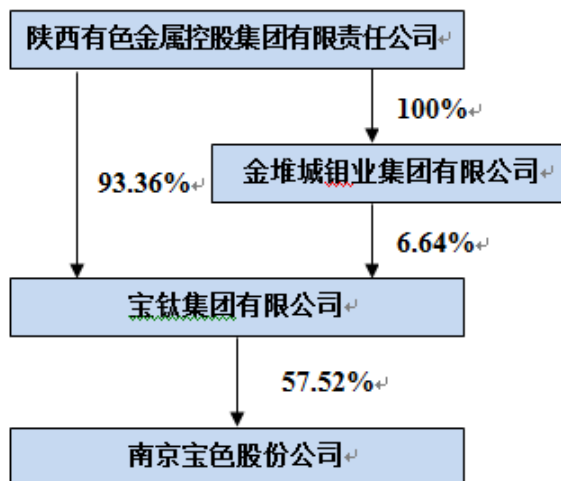 陕西有色金属控股集团有限责任公司
100%
金堆城钼业集团有限公司
93.36%
6.64%
宝钛集团有限公司
57.52%
南京宝色股份公司